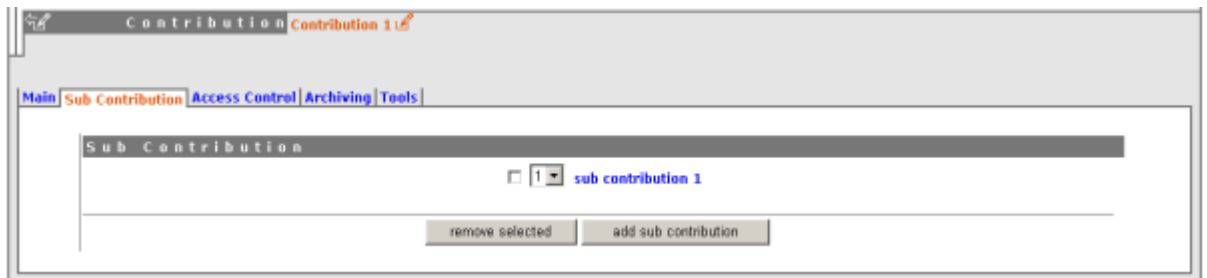 Contribution Contribution 1
Main Sub Contribution Access Control Archiving Tools
Sub Contribution
1 sub contribution 1
remove selected add sub contribution